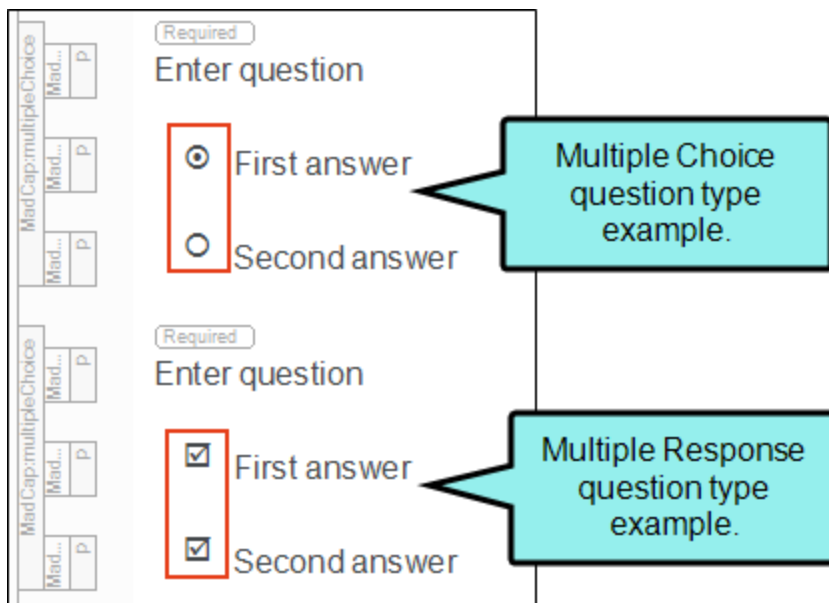 MadCap:multipleChoice
Mad...
p
Mad...
p
Mad...
p
Required
Enter question
First answer
Second answer
Multiple Choice
question type
example.
MadCap:multipleChoice
Mad...
p
Mad...
p
Mad...
p
Required
Enter question
First answer
Second answer
Multiple Response
question type
example.